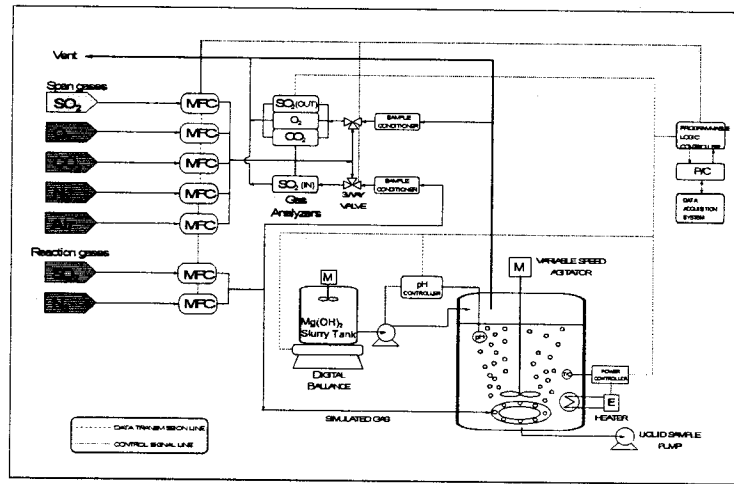 Vent
Span gases
SO₂
MFC
MFC
MFC
MFC
MFC
Reaction gases
MFC
MFC
SO₂(OUT)
O₂
CO₂
SO₂ (IN)
Gas
Analyzers
3WAY
VALVE
SAMPLE
CONDITIONER
SAMPLE
CONDITIONER
PROGRAMMABLE
LOGIC
CONTROLLER
P/C
DATA
ACQUISITION
SYSTEM
M
Mg(OH)₂
Slurry Tank
DIGITAL
BALLANCE
pH
CONTROLLER
M
VARIABLE SPEED
AGITATOR
pH
TIC
POWER
CONTROLLER
E
HEATER
SIMULATED GAS
LIQUID SAMPLE
PUMP
DATA TRANSMISSION LINE
CONTROL SIGNAL LINE